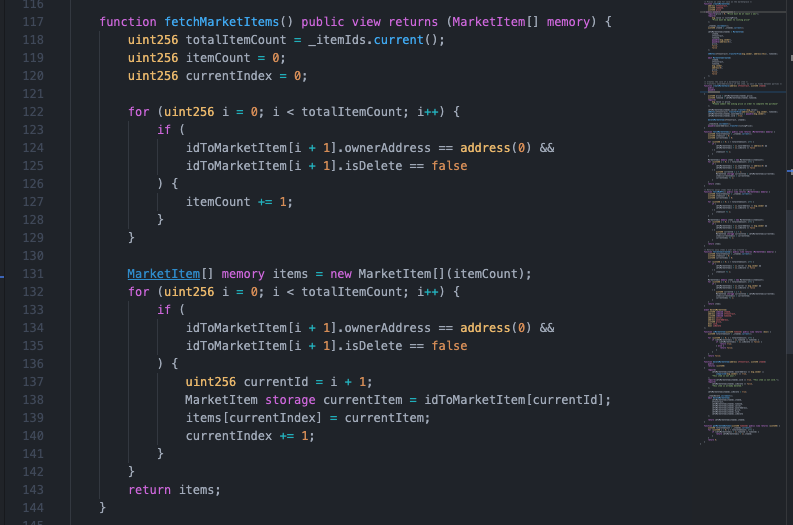 116
117 function fetchMarketItems() public view returns (MarketItem[] memory) {
118 uint256 totalItemCount = _itemIds.current();
119 uint256 itemCount = 0;
120 uint256 currentIndex = 0;
121
122 for (uint256 i = 0; i < totalItemCount; i++) {
123 if (
124 idToMarketItem[i + 1].ownerAddress == address(0) &&
125 idToMarketItem[i + 1].isDelete == false
126 ) {
127 itemCount += 1;
128 }
129 }
130
131 MarketItem[] memory items = new MarketItem[](itemCount);
132 for (uint256 i = 0; i < totalItemCount; i++) {
133 if (
134 idToMarketItem[i + 1].ownerAddress == address(0) &&
135 idToMarketItem[i + 1].isDelete == false
136 ) {
137 uint256 currentId = i + 1;
138 MarketItem storage currentItem = idToMarketItem[currentId];
139 items[currentIndex] = currentItem;
140 currentIndex += 1;
141 }
142 }
143 return items;
144 }
145